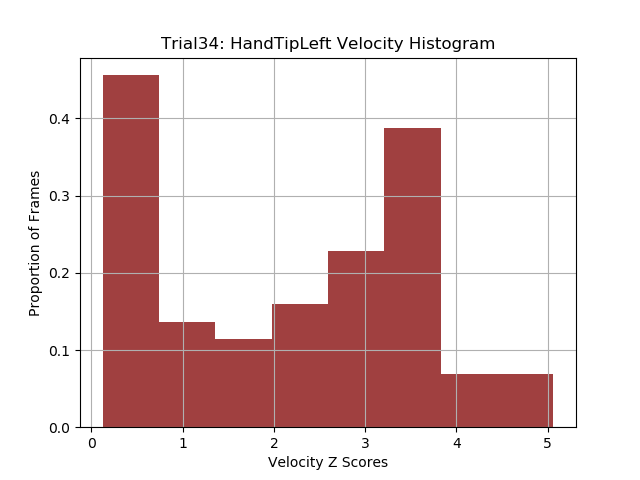 Trial34: HandTipLeft Velocity Histogram
Proportion of Frames
0.4
0.3
0.2
0.1
0.0
0 1 2 3 4 5
Velocity Z Scores